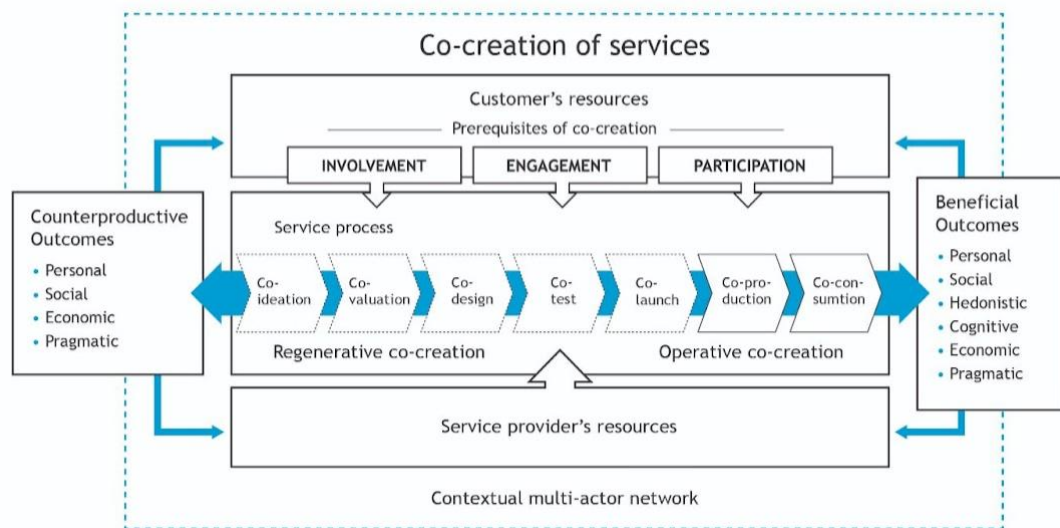 Co-creation of services
Customer's resources
Prerequisites of co-creation
INVOLVEMENT
ENGAGEMENT
PARTICIPATION
Counterproductive
Outcomes
• Personal
• Social
• Economic
• Pragmatic
Service process
Co-
ideation
Co-
valuation
Co-
design
Co-
test
Co-
launch
Co-pro-
duction
Co-con-
sumtion
Regenerative co-creation
Operative co-creation
Beneficial
Outcomes
• Personal
• Social
• Hedonistic
• Cognitive
• Economic
• Pragmatic
Service provider's resources
Contextual multi-actor network